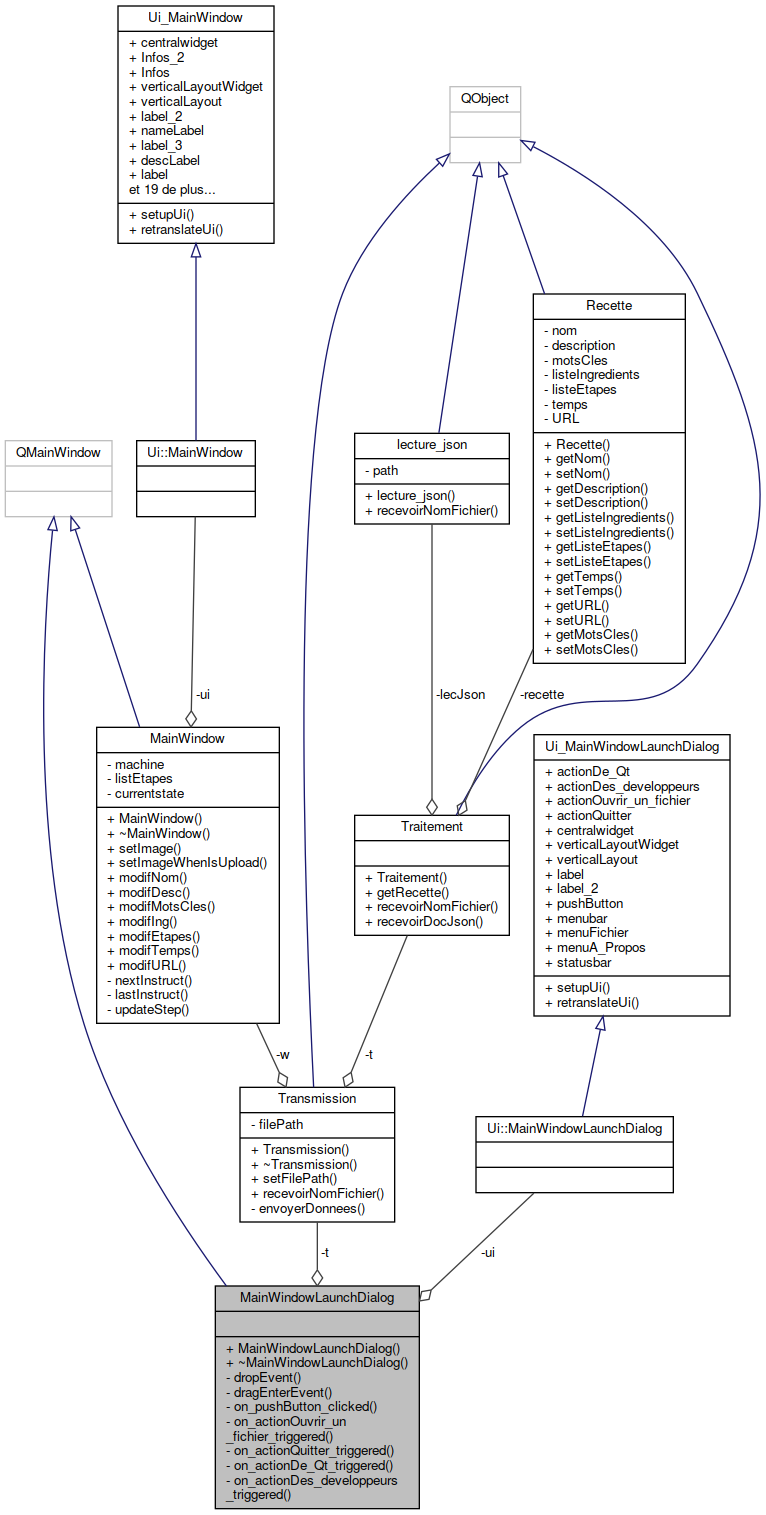 Ui_MainWindow
+ centralwidget
+ Infos_2
+ Infos
+ verticalLayoutWidget
+ verticalLayout
+ label_2
+ nameLabel
+ label_3
+ descLabel
+ label
et 19 de plus...
+ setupUi()
+ retranslateUi()
QObject
Recette
- nom
- description
- motsCles
- listeIngredients
- listeEtapes
- temps
- URL
+ Recette()
+ getNom()
+ setNom()
+ getDescription()
+ setDescription()
+ getListeIngredients()
+ setListeIngredients()
+ getListeEtapes()
+ setListeEtapes()
+ getTemps()
+ setTemps()
+ getURL()
+ setURL()
+ getMotsCles()
+ setMotsCles()
QMainWindow
Ui::MainWindow
lecture_json
- path
+ lecture_json()
+ recevoirNomFichier()
-ui
-lecJson
-recette
MainWindow
- machine
- listEtapes
- currentstate
+ MainWindow()
+ ~MainWindow()
+ setImage()
+ setImageWhenIsUpload()
+ modifNom()
+ modifDesc()
+ modifMotsCles()
+ modifIng()
+ modifEtapes()
+ modifTemps()
+ modifURL()
- nextInstruct()
- lastInstruct()
- updateStep()
Traitement
+ Traitement()
+ getRecette()
+ recevoirNomFichier()
+ recevoirDocJson()
Ui_MainWindowLaunchDialog
+ actionDe_Qt
+ actionDes_developpeurs
+ actionOuvrir_un_fichier
+ actionQuitter
+ centralwidget
+ verticalLayoutWidget
+ verticalLayout
+ label
+ label_2
+ pushButton
+ menubar
+ menuFichier
+ menuA_Propos
+ statusbar
+ setupUi()
+ retranslateUi()
-w
-t
Transmission
- filePath
+ Transmission()
+ ~Transmission()
+ setFilePath()
+ recevoirNomFichier()
- envoyerDonnees()
Ui::MainWindowLaunchDialog
-t
-ui
MainWindowLaunchDialog
+ MainWindowLaunchDialog()
+ ~MainWindowLaunchDialog()
- dropEvent()
- dragEnterEvent()
- on_pushButton_clicked()
- on_actionOuvrir_un
_fichier_triggered()
- on_actionQuitter_triggered()
- on_actionDe_Qt_triggered()
- on_actionDes_developpeurs
_triggered()